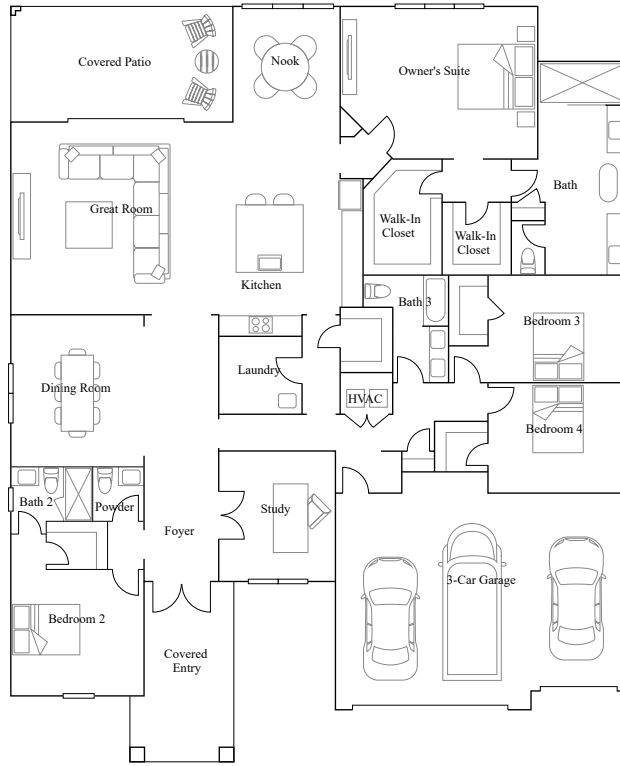 Covered Patio
Nook
Owner's Suite
Great Room
Bath
Walk-In
Closet
Walk-In
Closet
Kitchen
Bath 3
Bedroom 3
Laundry
Dining Room
HVAC
Bedroom 4
Bath 2
Powder
Study
Foyer
3-Car Garage
Bedroom 2
Covered
Entry